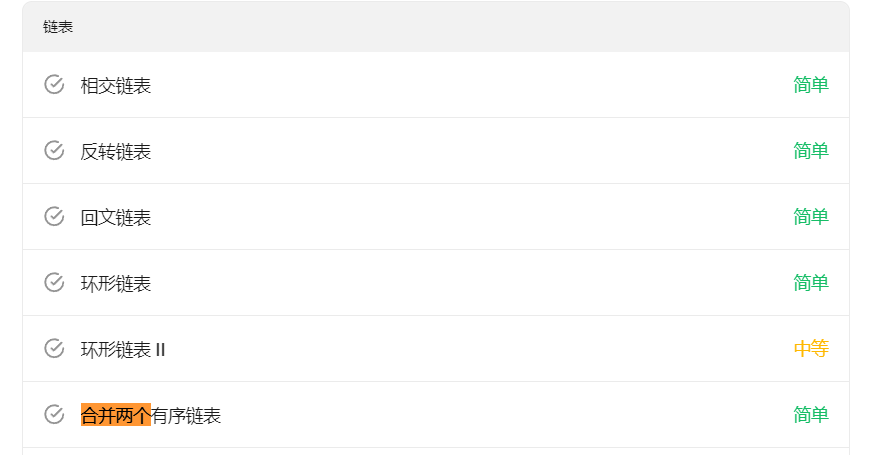 链表
相交链表 简单
反转链表 简单
回文链表 简单
环形链表 简单
环形链表 II 中等
合并两个有序链表 简单